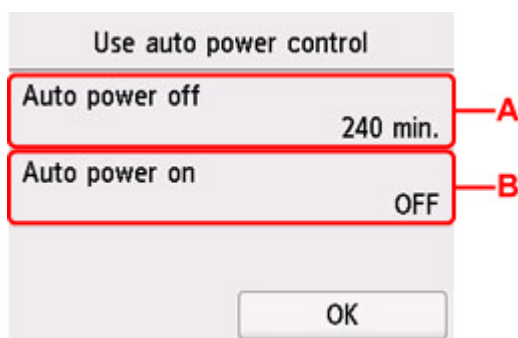 Use auto power control
Auto power off
240 min.
A
Auto power on
OFF
B
OK